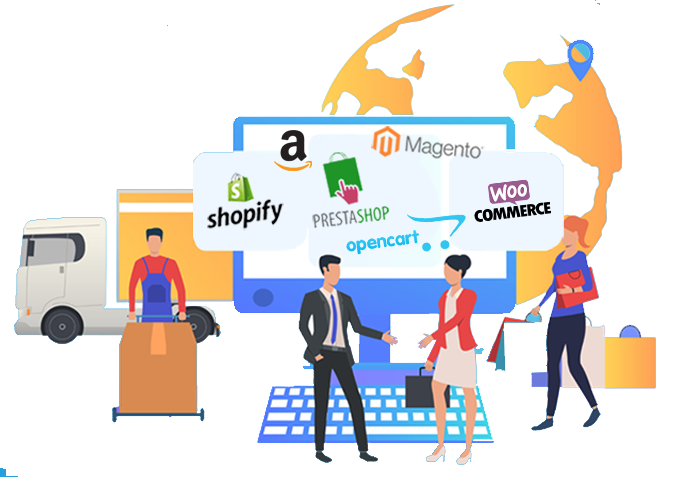 a
Magento
shopify
PRESTASHOP
WOO
COMMERCE
opencart